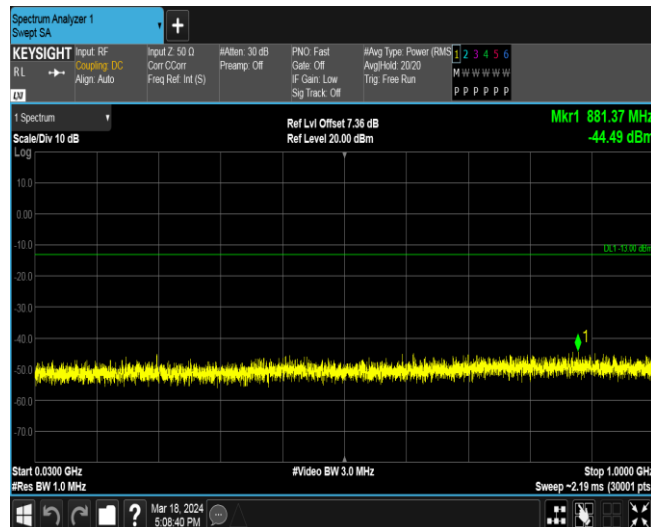 Spectrum Analyzer 1
Swept SA
+
KEYSIGHT
RL
LXI
Input: RF
Coupling: DC
Align: Auto
Input Z: 50 Ω
Corr CCorr
Freq Ref: Int (S)
#Atten: 30 dB
Preamp: Off
PNO: Fast
Gate: Off
IF Gain: Low
Sig Track: Off
#Avg Type: Power (RMS
Avg|Hold: 20/20
Trig: Free Run
1 2 3 4 5 6
M W W W W W
P P P P P P
1 Spectrum
Scale/Div 10 dB
Log
Ref Lvl Offset 7.36 dB
Ref Level 20.00 dBm
Mkr1 881.37 MHz
-44.49 dBm
10.0
0.00
-10.0
DL1 -13.00 dBm
-20.0
-30.0
-40.0
1
-50.0
-60.0
-70.0
Start 0.0300 GHz
#Res BW 1.0 MHz
#Video BW 3.0 MHz
Stop 1.0000 GHz
Sweep ~2.19 ms (30001 pts
?
Mar 18, 2024
5:08:40 PM